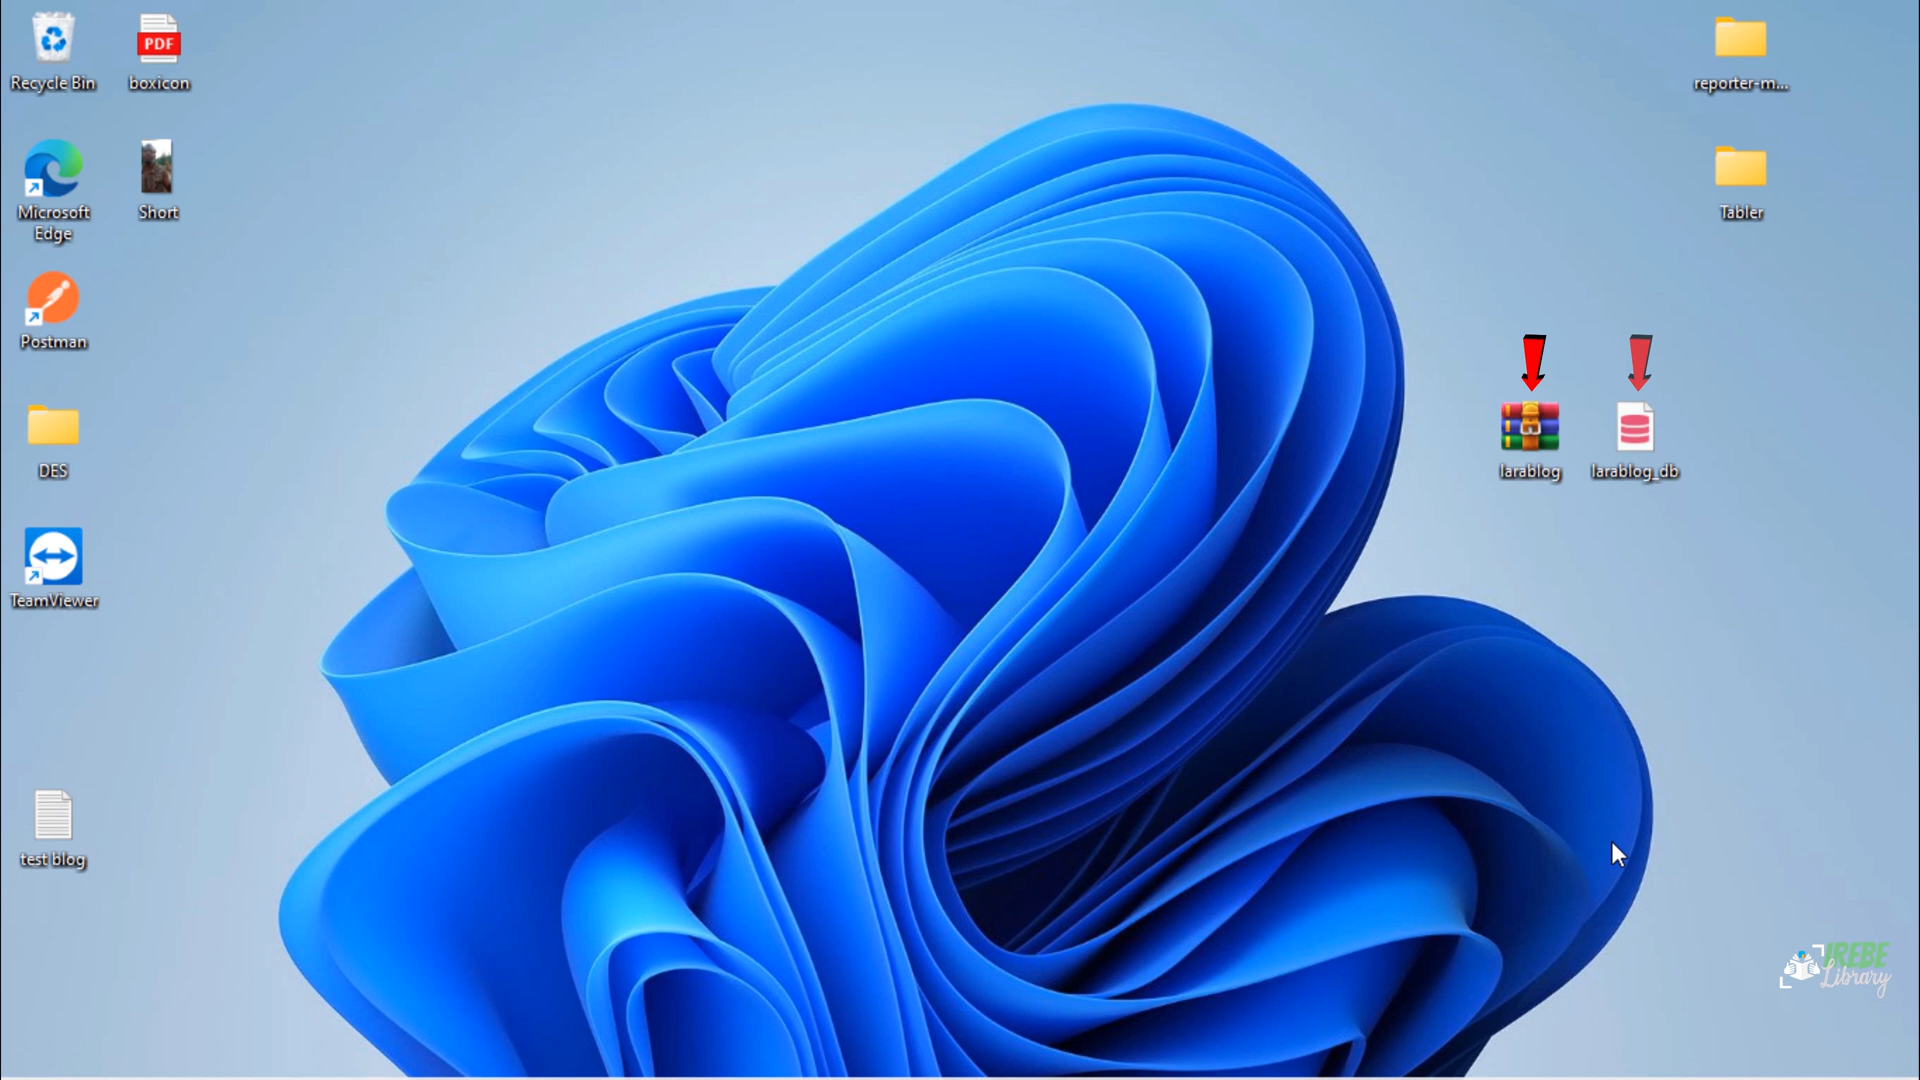 Recycle Bin
PDF
boxicon
reporter-m...
Microsoft
Edge
Short
Tabler
Postman
DES
larablog
larablog_db
TeamViewer
test blog
IREBE
Library